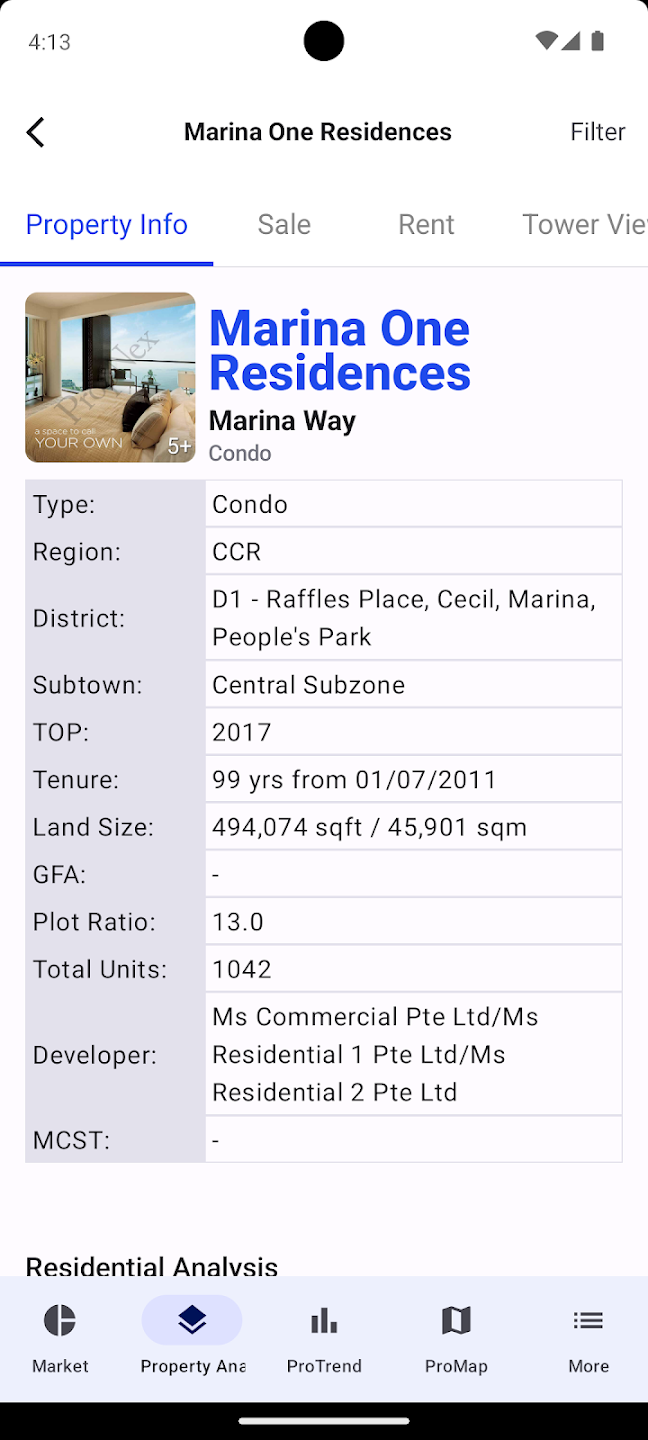 4:13
Marina One Residences
Filter
Property Info
Sale
Rent
Tower Vie
PropNex
a space to call
YOUR OWN
5+
Marina One
Residences
Marina Way
Condo
Type:
Condo
Region:
CCR
District:
D1 - Raffles Place, Cecil, Marina,
People's Park
Subtown:
Central Subzone
TOP:
2017
Tenure:
99 yrs from 01/07/2011
Land Size:
494,074 sqft / 45,901 sqm
GFA:
-
Plot Ratio:
13.0
Total Units:
1042
Developer:
Ms Commercial Pte Ltd/Ms
Residential 1 Pte Ltd/Ms
Residential 2 Pte Ltd
MCST:
-
Residential Analysis
Market
Property Ana
ProTrend
ProMap
More